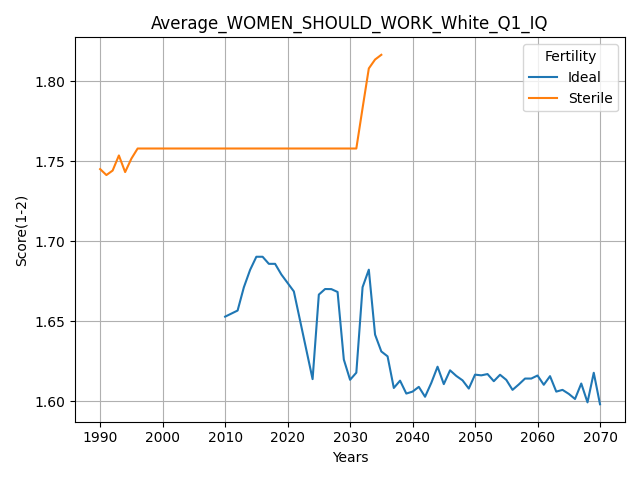 Average_WOMEN_SHOULD_WORK_White_Q1_IQ
Fertility
Ideal
Sterile
Score(1-2)
1.80
1.75
1.70
1.65
1.60
1990 2000 2010 2020 2030 2040 2050 2060 2070
Years